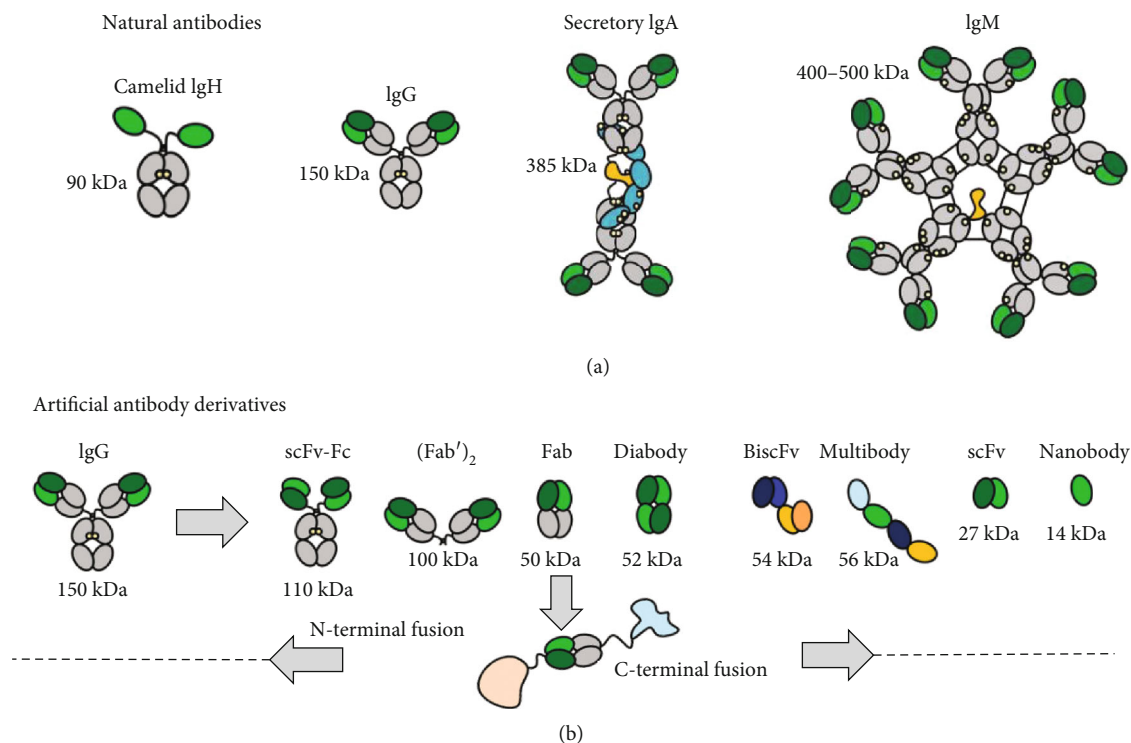 Natural antibodies
Secretory lgA
lgM
Camelid lgH
lgG
400–500 kDa
90 kDa
150 kDa
385 kDa
(a)
Artificial antibody derivatives
lgG
scFv-Fc
(Fab′)2
Fab
Diabody
BiscFv
Multibody
scFv
Nanobody
150 kDa
110 kDa
100 kDa
50 kDa
52 kDa
54 kDa
56 kDa
27 kDa
14 kDa
N-terminal fusion
C-terminal fusion
(b)